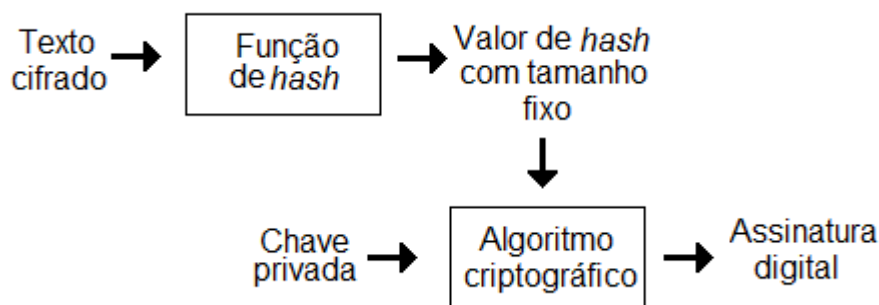 Texto
cifrado
Função
de hash
Valor de hash
com tamanho
fixo
Chave
privada
Algoritmo
criptográfico
Assinatura
digital